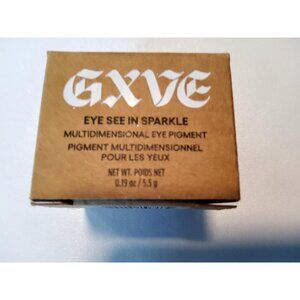 GXVE
EYE SEE IN SPARKLE
MULTIDIMENSIONAL EYE PIGMENT
PIGMENT MULTIDIMENSIONNEL
POUR LES YEUX
NET WT. POIDS NET
0.19 oz / 5.5 g